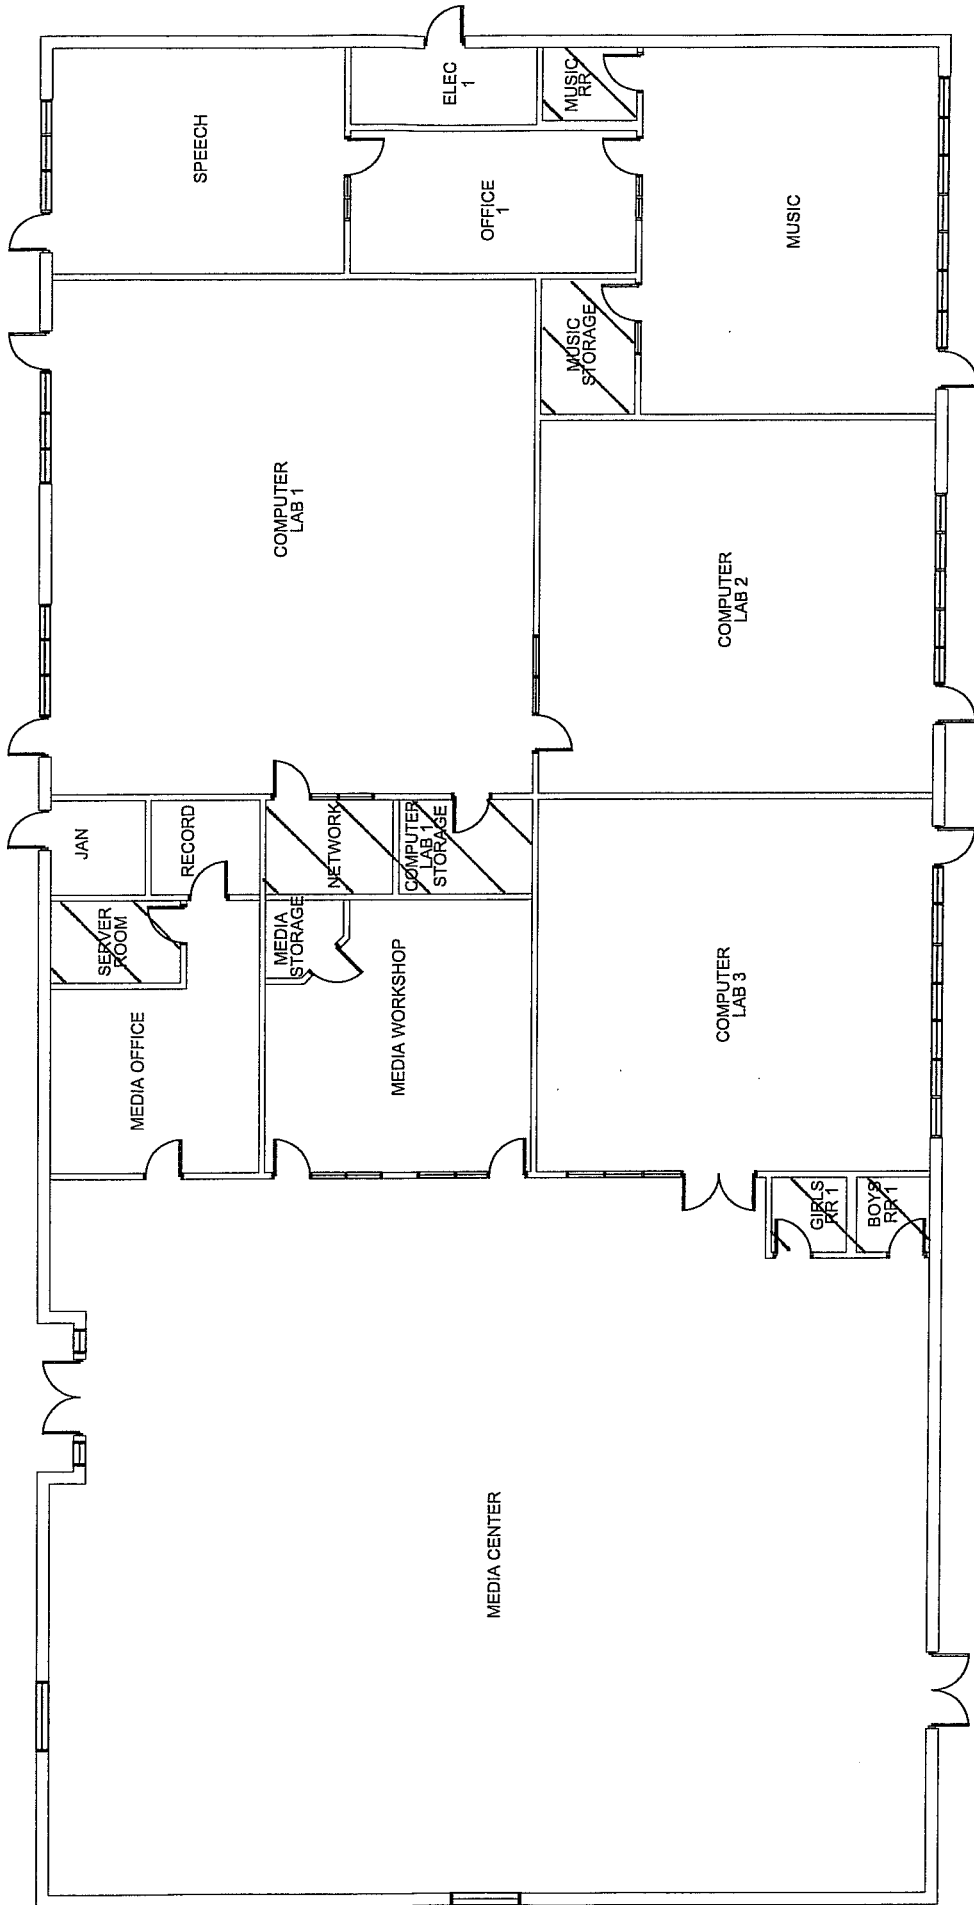 SPEECH
ELEC
1
MUSIC
RR
OFFICE
1
MUSIC
MUSIC
STORAGE
COMPUTER
LAB 1
COMPUTER
LAB 2
JAN
RECORD
NETWORK
COMPUTER
LAB 1
STORAGE
SERVER
ROOM
MEDIA
STORAGE
MEDIA OFFICE
MEDIA WORKSHOP
COMPUTER
LAB 3
GIRLS
RR 1
BOYS
RR 1
MEDIA CENTER